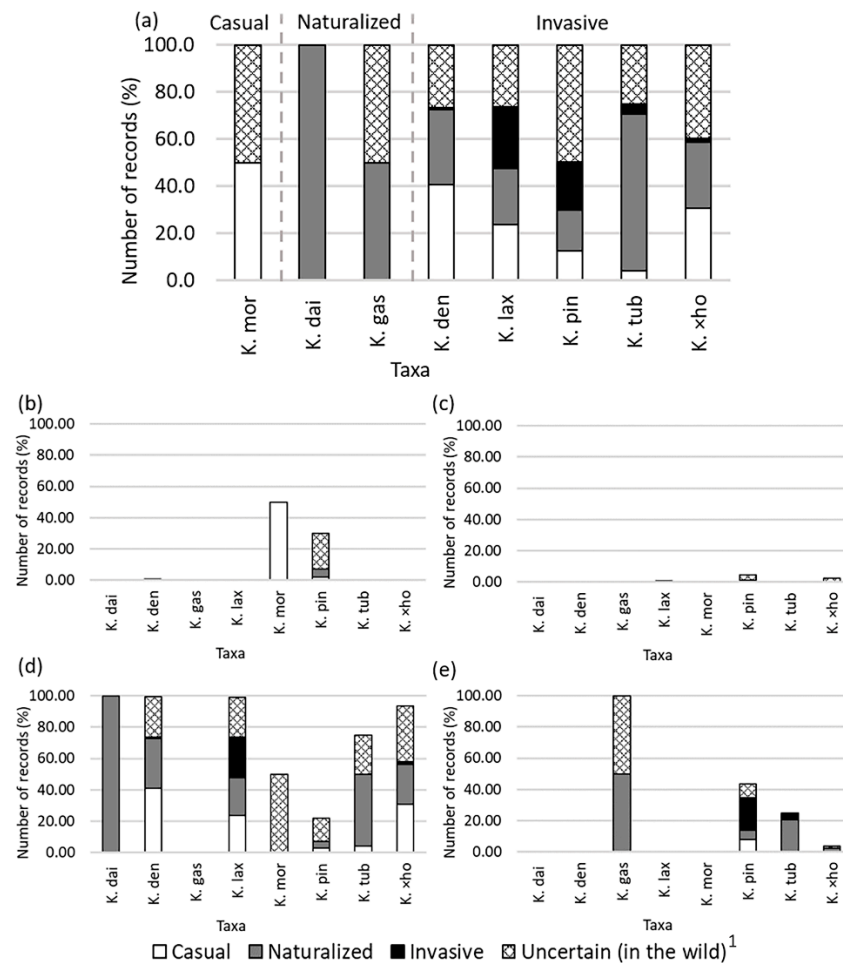 (a) Casual Naturalized Invasive
Number of records (%)
100.0
80.0
60.0
40.0
20.0
0.0
K. mor K. dai K. gas K. den K. lax K. pin K. tub K. ×ho
Taxa
(b)
Number of records (%)
100.00
80.00
60.00
40.00
20.00
0.00
K. dai K. den K. gas K. lax K. mor K. pin K. tub K. ×ho
Taxa
(c)
Number of records (%)
100.00
80.00
60.00
40.00
20.00
0.00
K. dai K. den K. gas K. lax K. mor K. pin K. tub K. ×ho
Taxa
(d)
Number of records (%)
100.00
80.00
60.00
40.00
20.00
0.00
K. dai K. den K. gas K. lax K. mor K. pin K. tub K. ×ho
Taxa
(e)
Number of records (%)
100.00
80.00
60.00
40.00
20.00
0.00
K. dai K. den K. gas K. lax K. mor K. pin K. tub K. ×ho
Taxa
Casual Naturalized Invasive Uncertain (in the wild)¹